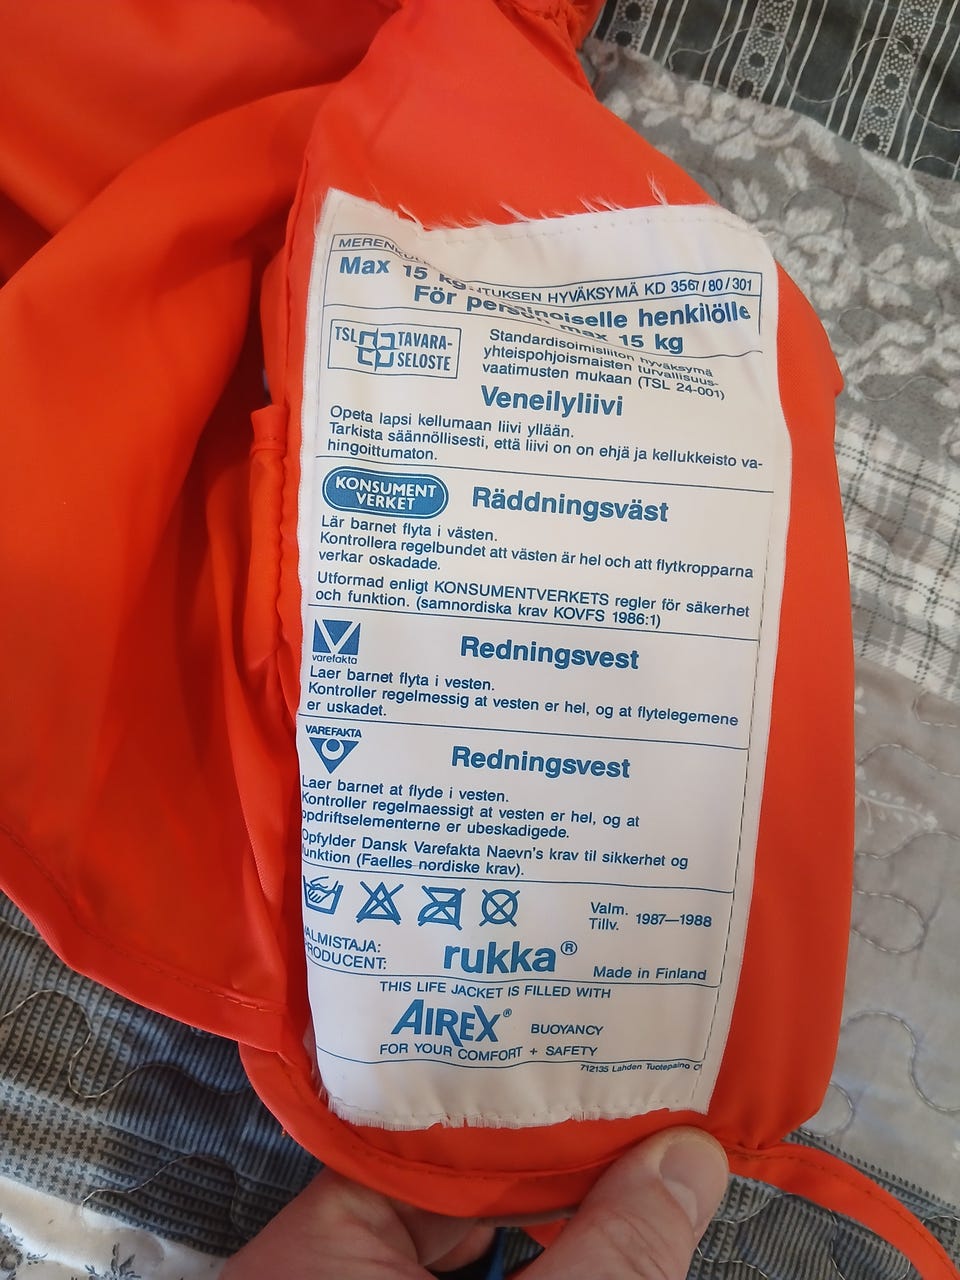 MERENKUL
TUKSEN HYVÄKSYMÄ KD 3567/80/301
Max 15 kg
personoiselle henkilölle
För person max 15 kg
TSL TAVARA-
SELOSTE
Standardisoimisliiton hyväksymä
yhteispohjoismaisten turvallisuus-
vaatimusten mukaan (TSL 24-001)
Veneilyliivi
Opeta lapsi kellumaan liivi yllään.
Tarkista säännöllisesti, että liivi on on ehjä ja kellukkeisto va-
hingoittumaton.
KONSUMENT
VERKET
Räddningsväst
Lär barnet flyta i västen.
Kontrollera regelbundet att västen är hel och att flytkropparna
verkar oskadade.
Utformad enligt KONSUMENTVERKETS regler för säkerhet
och funktion. (samnordiska krav KOVFS 1986:1)
varefakta
Redningsvest
Laer barnet flyta i vesten.
Kontroller regelmessig at vesten er hel, og at flytelegemene
er uskadet.
VAREFAKTA
Redningsvest
Laer barnet at flyde i vesten.
Kontroller regelmaessigt at vesten er hel, og at
opdriftselementerne er ubeskadigede.
Opfylder Dansk Varefakta Naevn's krav til sikkerhet og
funktion (Faelles nordiske krav).
Valm.
Tillv. 1987—1988
VALMISTAJA:
PRODUCENT:
rukka®
Made in Finland
THIS LIFE JACKET IS FILLED WITH
AIREX® BUOYANCY
FOR YOUR COMFORT + SAFETY
712135 Lahden Tuotepaino